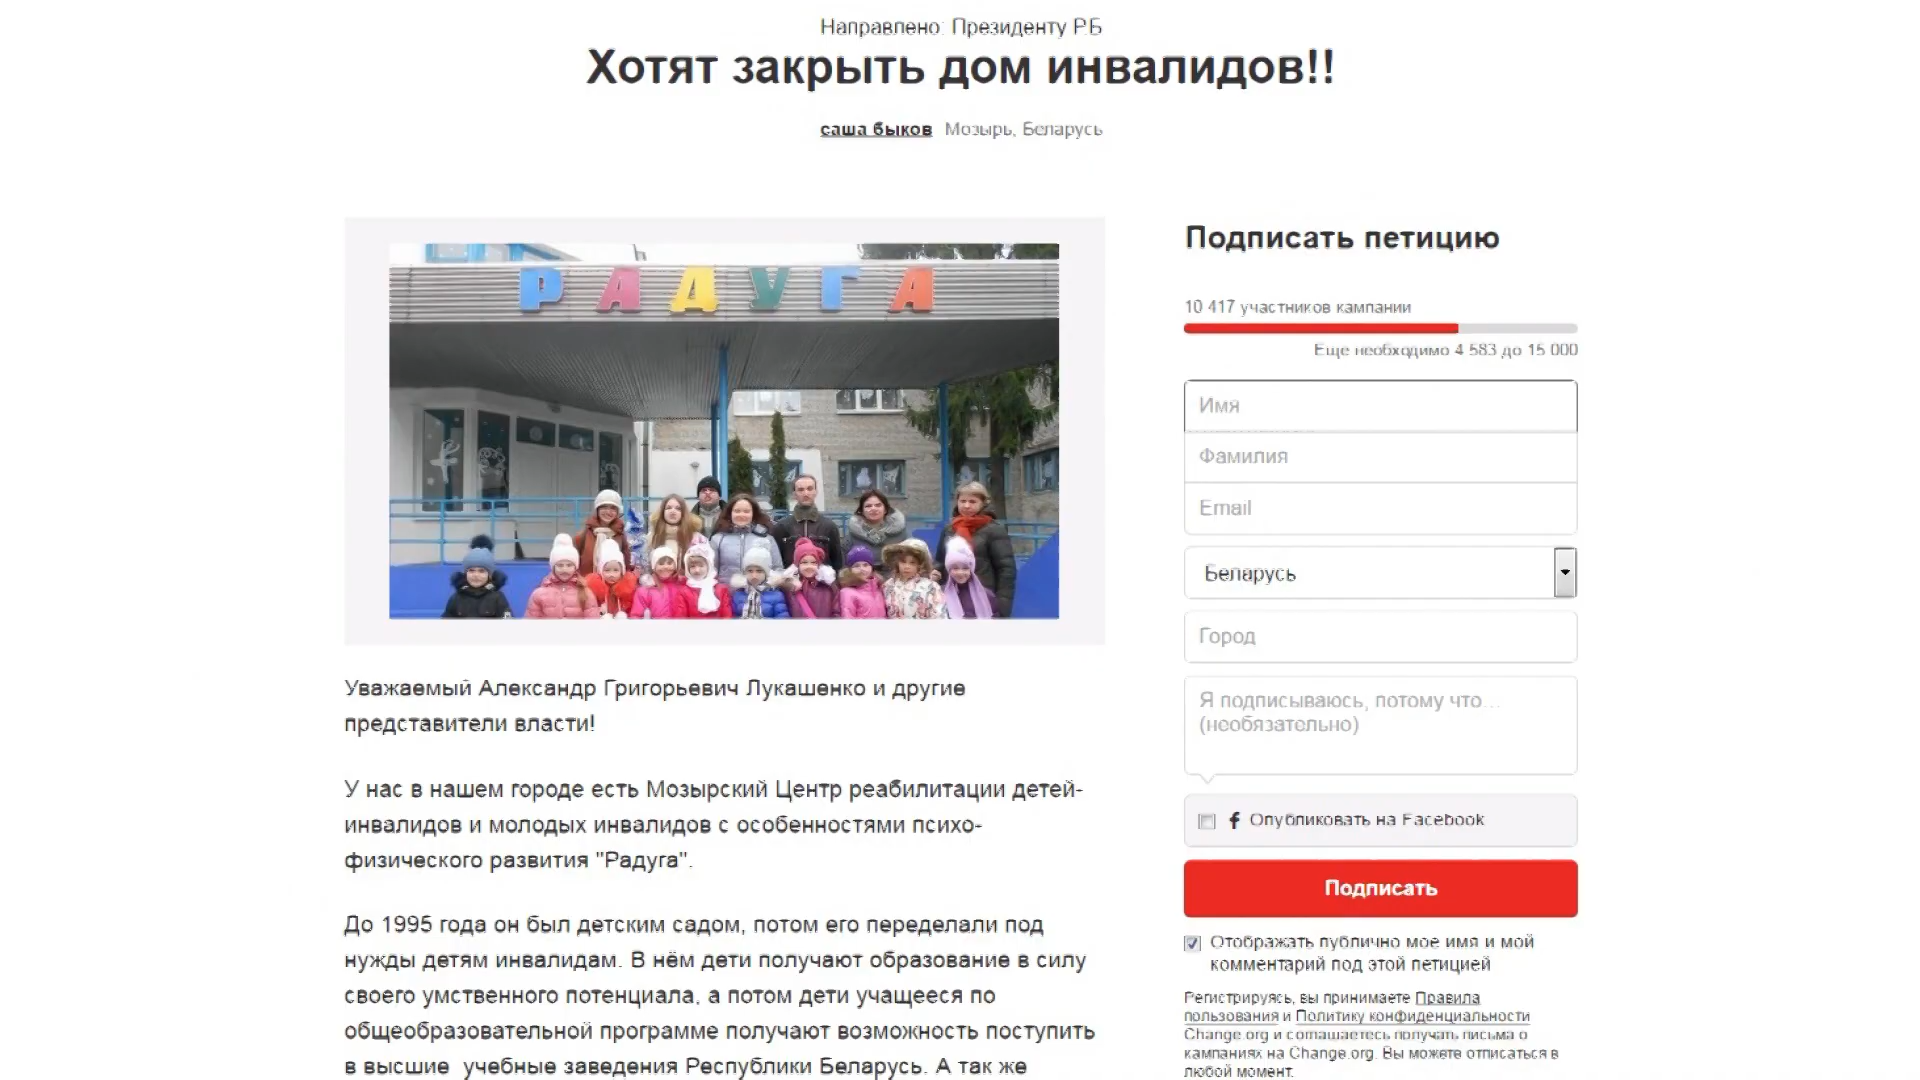 Направлено: Президенту Р.Б
Хотят закрыть дом инвалидов!!
саша быков Мозырь, Беларусь
РАДУГА
Уважаемый Александр Григорьевич Лукашенко и другие
представители власти!
У нас в нашем городе есть Мозырский Центр реабилитации детей-
инвалидов и молодых инвалидов с особенностями психо-
физического развития "Радуга".
До 1995 года он был детским садом, потом его переделали под
нужды детям инвалидам. В нём дети получают образование в силу
своего умственного потенциала, а потом дети учащееся по
общеобразовательной программе получают возможность поступить
в высшие учебные заведения Республики Беларусь. А так же
Подписать петицию
10 417 участников кампании
Еще необходимо 4 583 до 15 000
Имя
Фамилия
Email
Беларусь
Город
Я подписываюсь, потому что...
(необязательно)
Опубликовать на Facebook
Подписать
Отображать публично мое имя и мой
комментарий под этой петицией
Регистрируясь, вы принимаете Правила
пользования и Политику конфиденциальности
Change.org и соглашаетесь получать письма о
кампаниях на Change.org. Вы можете отписаться в
любой момент.